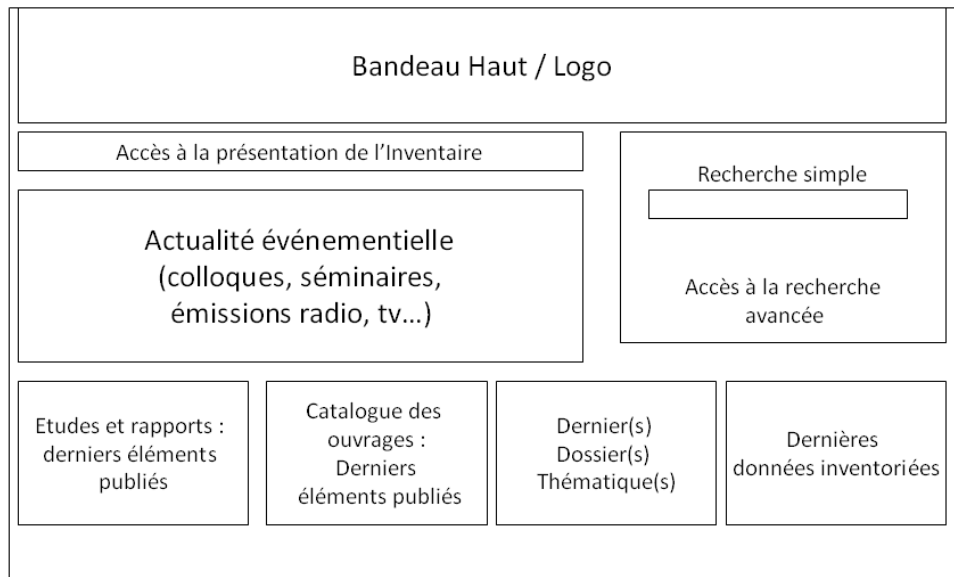 Bandeau Haut / Logo
Accès à la présentation de l’Inventaire
Recherche simple
Actualité événementielle
(colloques, séminaires,
émissions radio, tv...)
Accès à la recherche
avancée
Etudes et rapports :
derniers éléments
publiés
Catalogue des
ouvrages :
Derniers
éléments publiés
Dernier(s)
Dossier(s)
Thématique(s)
Dernières
données inventoriées